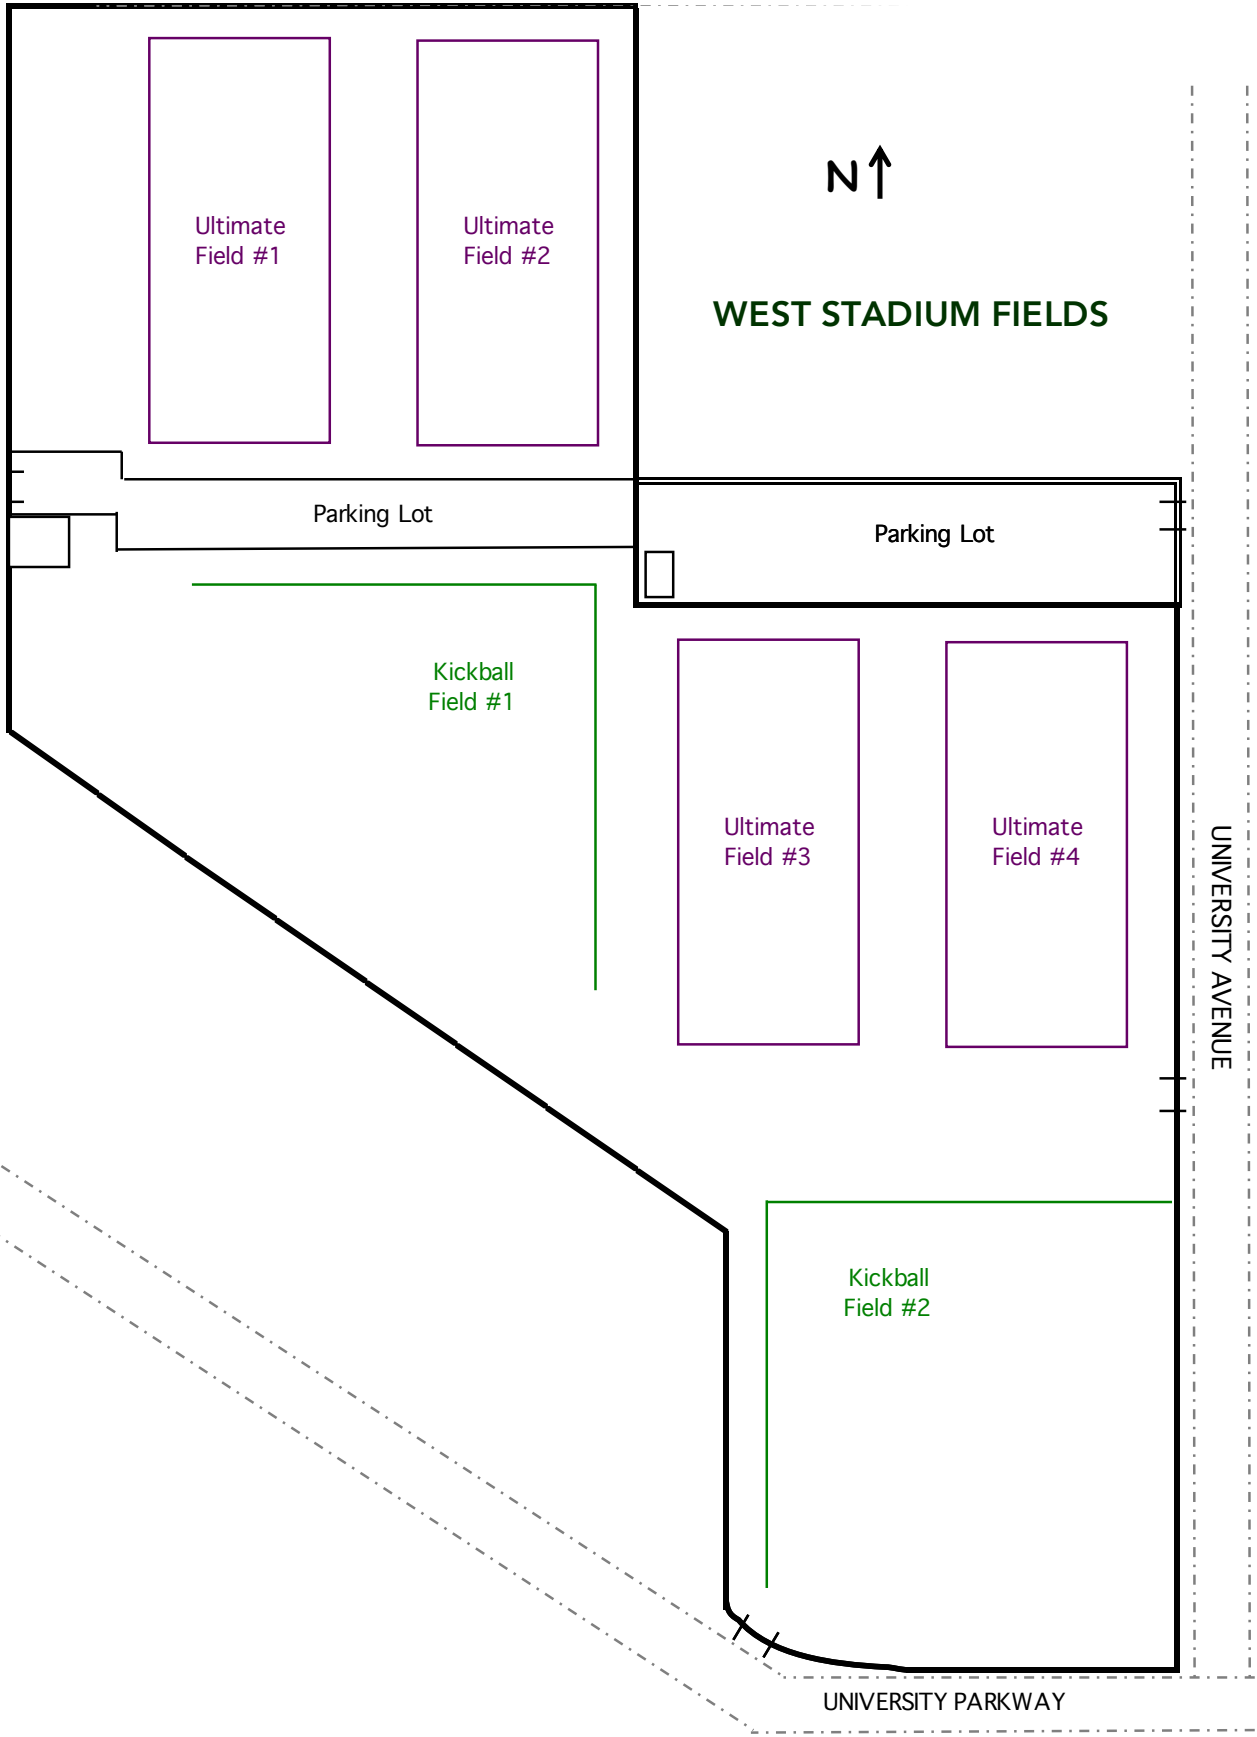 Ultimate
Field #1
Ultimate
Field #2
N
WEST STADIUM FIELDS
Parking Lot
Parking Lot
Kickball
Field #1
Ultimate
Field #3
Ultimate
Field #4
UNIVERSITY AVENUE
Kickball
Field #2
UNIVERSITY PARKWAY